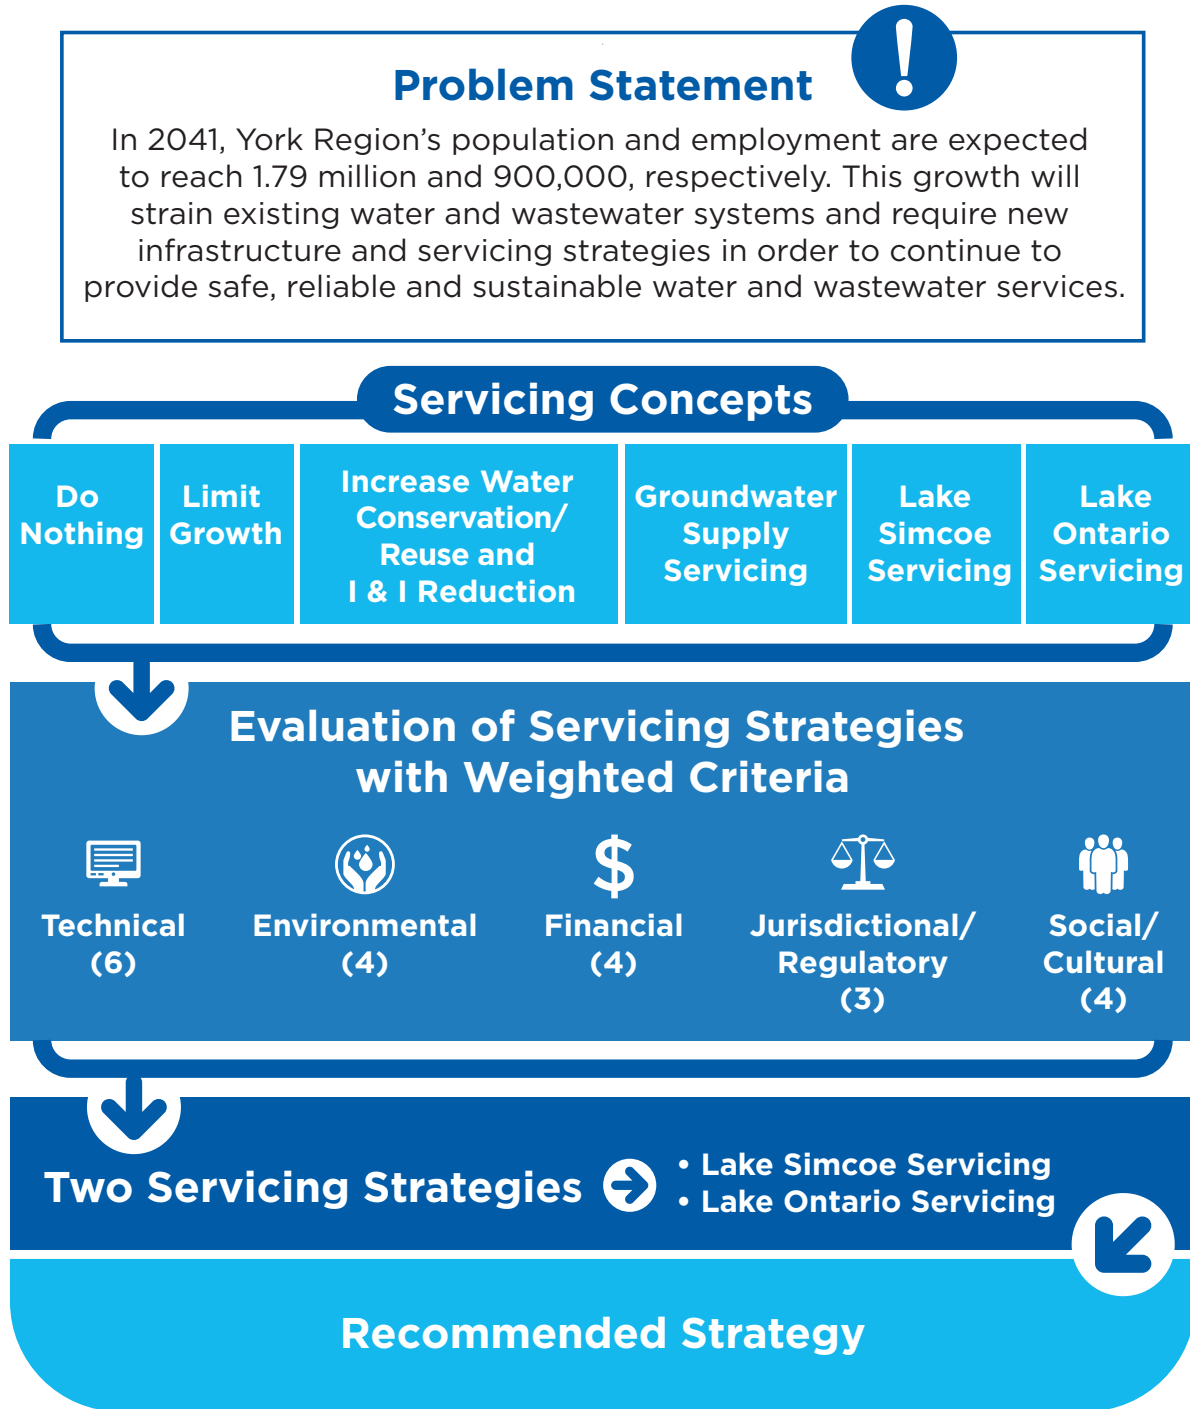 Problem Statement
In 2041, York Region’s population and employment are expected
to reach 1.79 million and 900,000, respectively. This growth will
strain existing water and wastewater systems and require new
infrastructure and servicing strategies in order to continue to
provide safe, reliable and sustainable water and wastewater services.
Servicing Concepts
Do
Nothing
Limit
Growth
Increase Water
Conservation/
Reuse and
I & I Reduction
Groundwater
Supply
Servicing
Lake
Simcoe
Servicing
Lake
Ontario
Servicing
Evaluation of Servicing Strategies
with Weighted Criteria
Technical
(6)
Environmental
(4)
$
Financial
(4)
Jurisdictional/
Regulatory
(3)
Social/
Cultural
(4)
Two Servicing Strategies
• Lake Simcoe Servicing
• Lake Ontario Servicing
Recommended Strategy